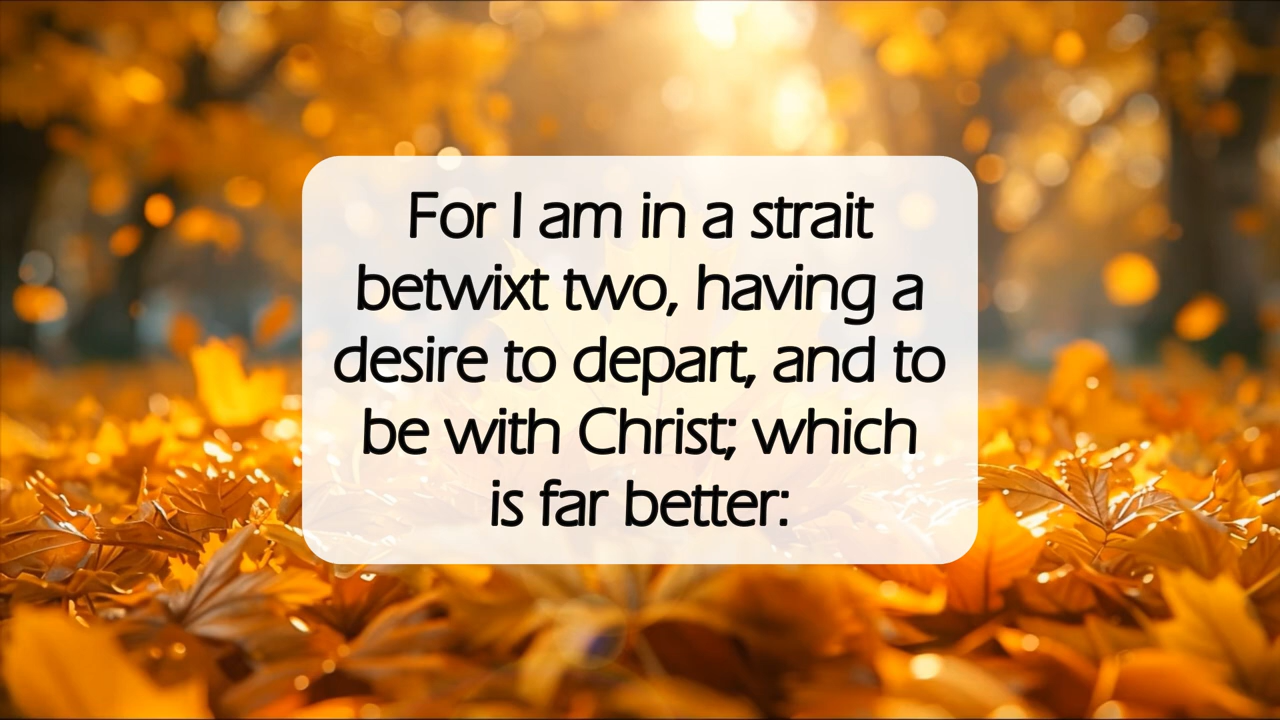 For I am in a strait
betwixt two, having a
desire to depart, and to
be with Christ; which
is far better: